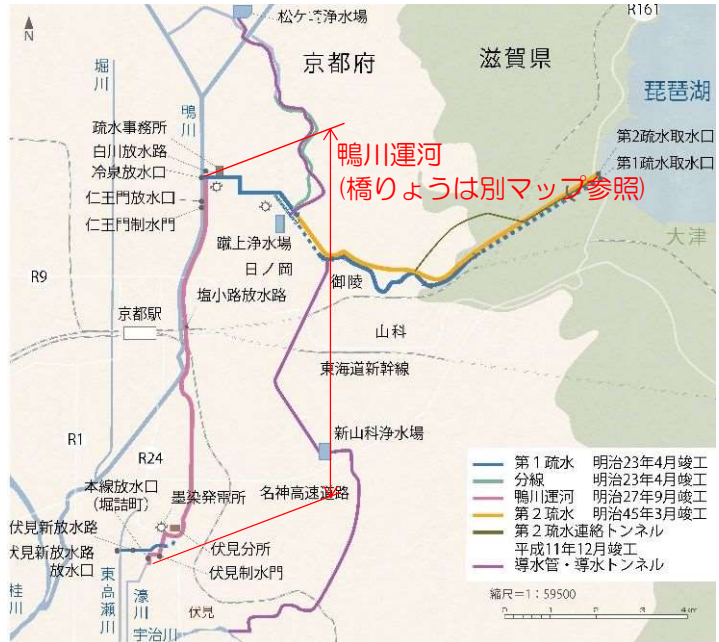 N
松ケ崎浄水場
R161
京都府
滋賀県
堀川
鴨川
琵琶湖
疏水事務所
白川放水路
冷泉放水口
仁王門放水口
仁王門制水門
鴨川運河
(橋りょうは別マップ参照)
第2疏水取水口
第1疏水取水口
大津
蹴上浄水場
日ノ岡
御陵
R9
塩小路放水路
京都駅
山科
東海道新幹線
R1
新山科浄水場
R24
本線放水口
(堀詰町)
墨染発電所
名神高速道路
伏見新放水路
伏見新放水路
放水口
伏見分所
伏見制水門
桂川
東高瀬川
濠川
伏見
宇治川
第1疏水 明治23年4月竣工
分線 明治23年4月竣工
鴨川運河 明治27年9月竣工
第2疏水 明治45年3月竣工
第2疏水連絡トンネル
平成11年12月竣工
導水管・導水トンネル
縮尺=1:59500
0 1 2 3 4㎞